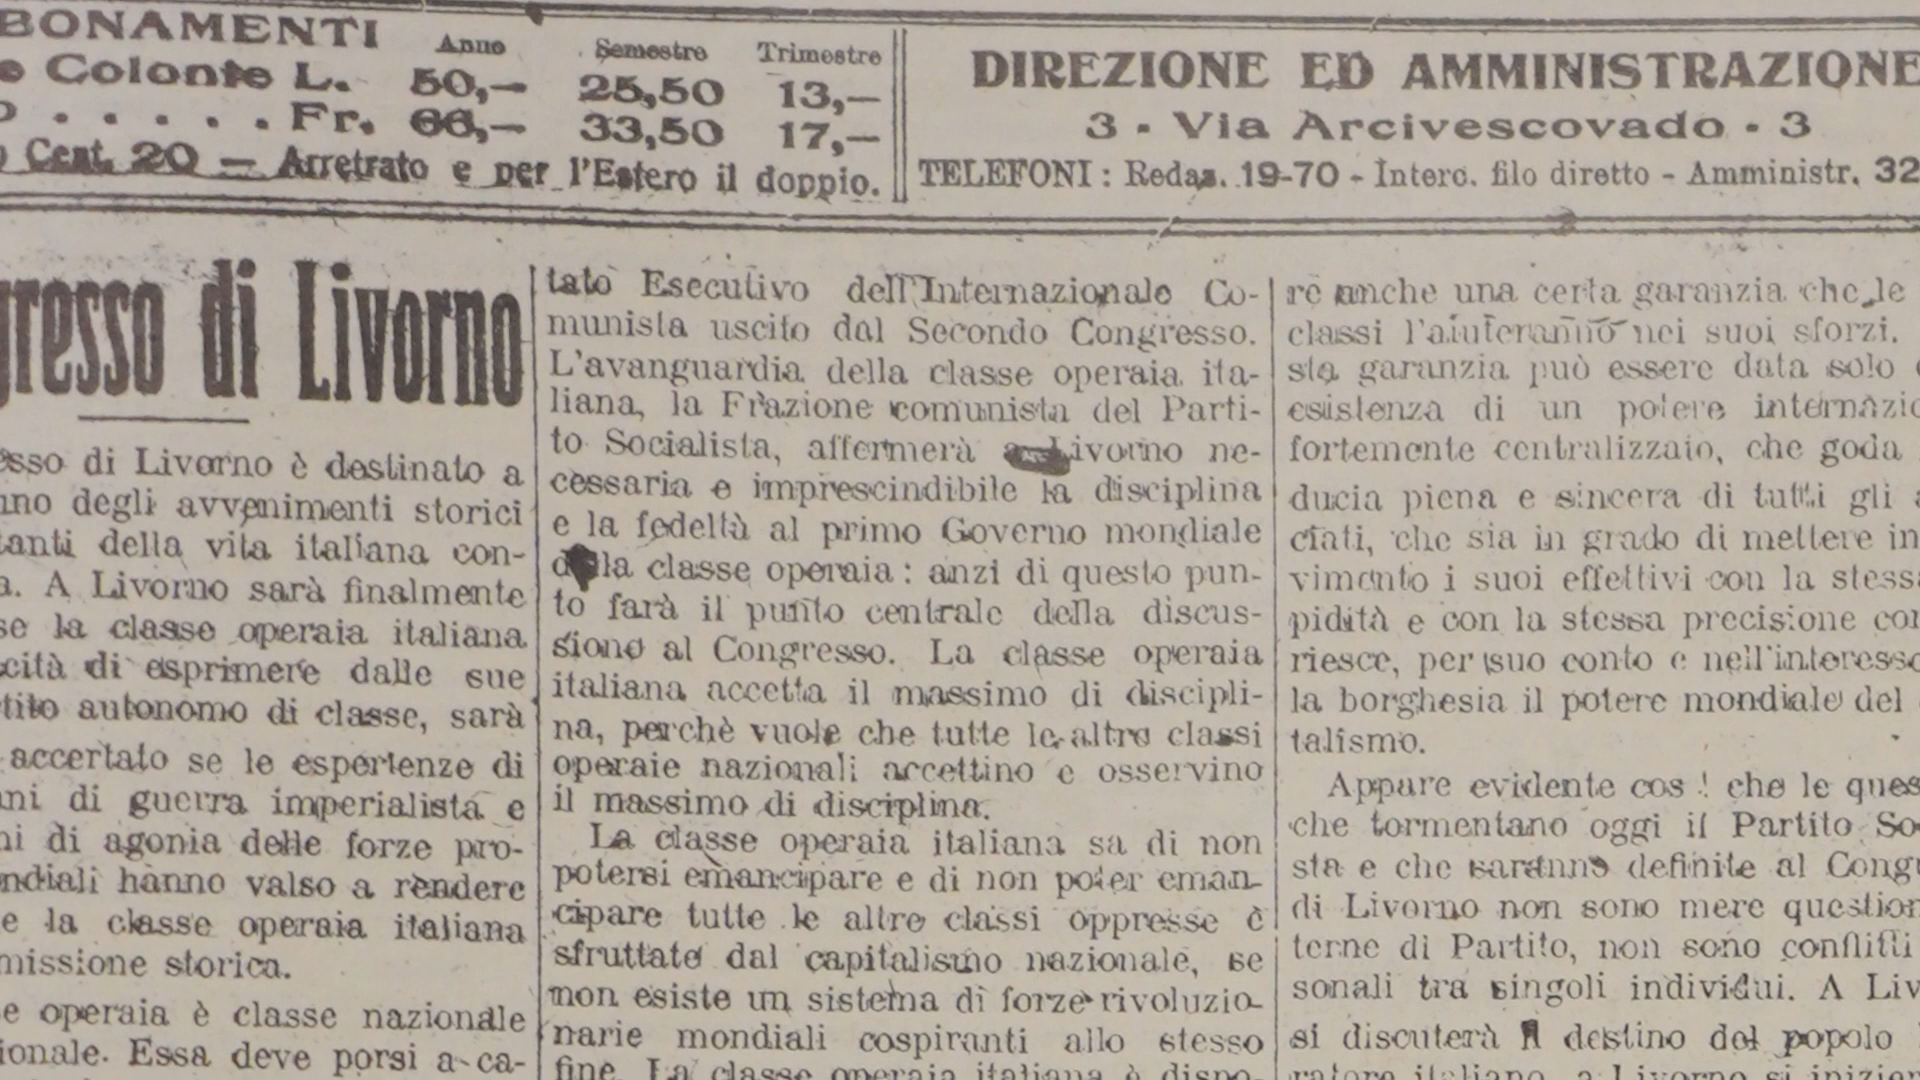 BONAMENTI Anno Semestre Trimestre
e Colonie L. 50,— 25,50 13,—
o . . . . . . Fr. 66,— 33,50 17,—
Cent. 20 — Arretrato e per l'Estero il doppio.
DIREZIONE ED AMMINISTRAZIONE
3 - Via Arcivescovado - 3
TELEFONI : Redaz. 19-70 - Interc. filo diretto - Amministr. 32
gresso di Livorno
esso di Livorno è destinato a
uno degli avvenimenti storici
tanti della vita italiana con-
a. A Livorno sarà finalmente
se la classe operaia italiana
cità di esprimere dalle sue
tito autonomo di classe, sarà
accertato se le esperienze di
nni di guerra imperialista e
ni di agonia delle forze pro-
ndiali hanno valso a rendere
e la classe operaia italiana
missione storica.
e operaia è classe nazionale
ionale. Essa deve porsi a ca-
tato Esecutivo dell'Internazionale Co-
munista uscito dal Secondo Congresso.
L'avanguardia della classe operaia ita-
liana, la Frazione comunista del Parti-
to Socialista, affermerà a Livorno ne-
cessaria e imprescindibile la disciplina
e la fedeltà al primo Governo mondiale
della classe operaia : anzi di questo pun-
to farà il punto centrale della discus-
sione al Congresso. La classe operaia
italiana accetta il massimo di discipli-
na, perchè vuole che tutte le altre classi
operaie nazionali accettino e osservino
il massimo di disciplina.
La classe operaia italiana sa di non
potersi emancipare e di non poter eman-
cipare tutte le altre classi oppresse e
sfruttate dal capitalismo nazionale, se
non esiste un sistema di forze rivoluzio-
narie mondiali cospiranti allo stesso
fine. La classe operaia italiana è dispo-
re anche una certa garanzia che le
classi l'aiuteranno nei suoi sforzi.
sta garanzia può essere data solo
esistenza di un potere internazio
fortemente centralizzato, che goda
ducia piena e sincera di tutti gli a
ciati, che sia in grado di mettere in
vimento i suoi effettivi con la stessa
pidità e con la stessa precisione con
riesce, per suo conto e nell'interesse
la borghesia il potere mondiale del
talismo.
Appare evidente così che le ques
che tormentano oggi il Partito So
sta e che saranno definite al Cong
di Livorno non sono mere question
terne di Partito, non sono conflitti
sonali tra singoli individui. A Liv
si discuterà il destino del popolo
ratore italiano, a Livorno si inizier